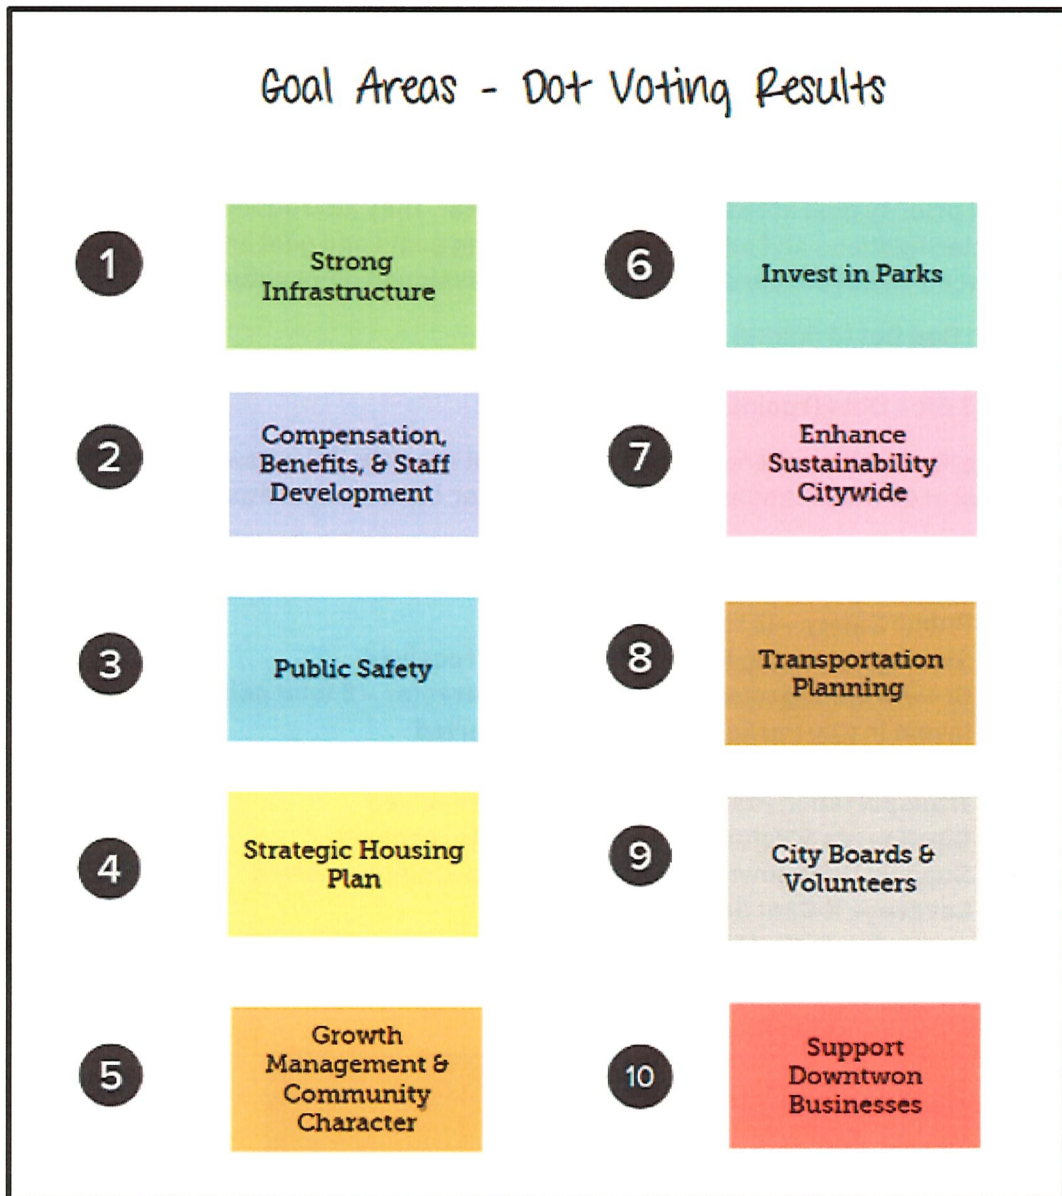 Goal Areas - Dot Voting Results
1
Strong
Infrastructure
2
Compensation,
Benefits, & Staff
Development
3
Public Safety
4
Strategic Housing
Plan
5
Growth
Management &
Community
Character
6
Invest in Parks
7
Enhance
Sustainability
Citywide
8
Transportation
Planning
9
City Boards &
Volunteers
10
Support
Downtwon
Businesses